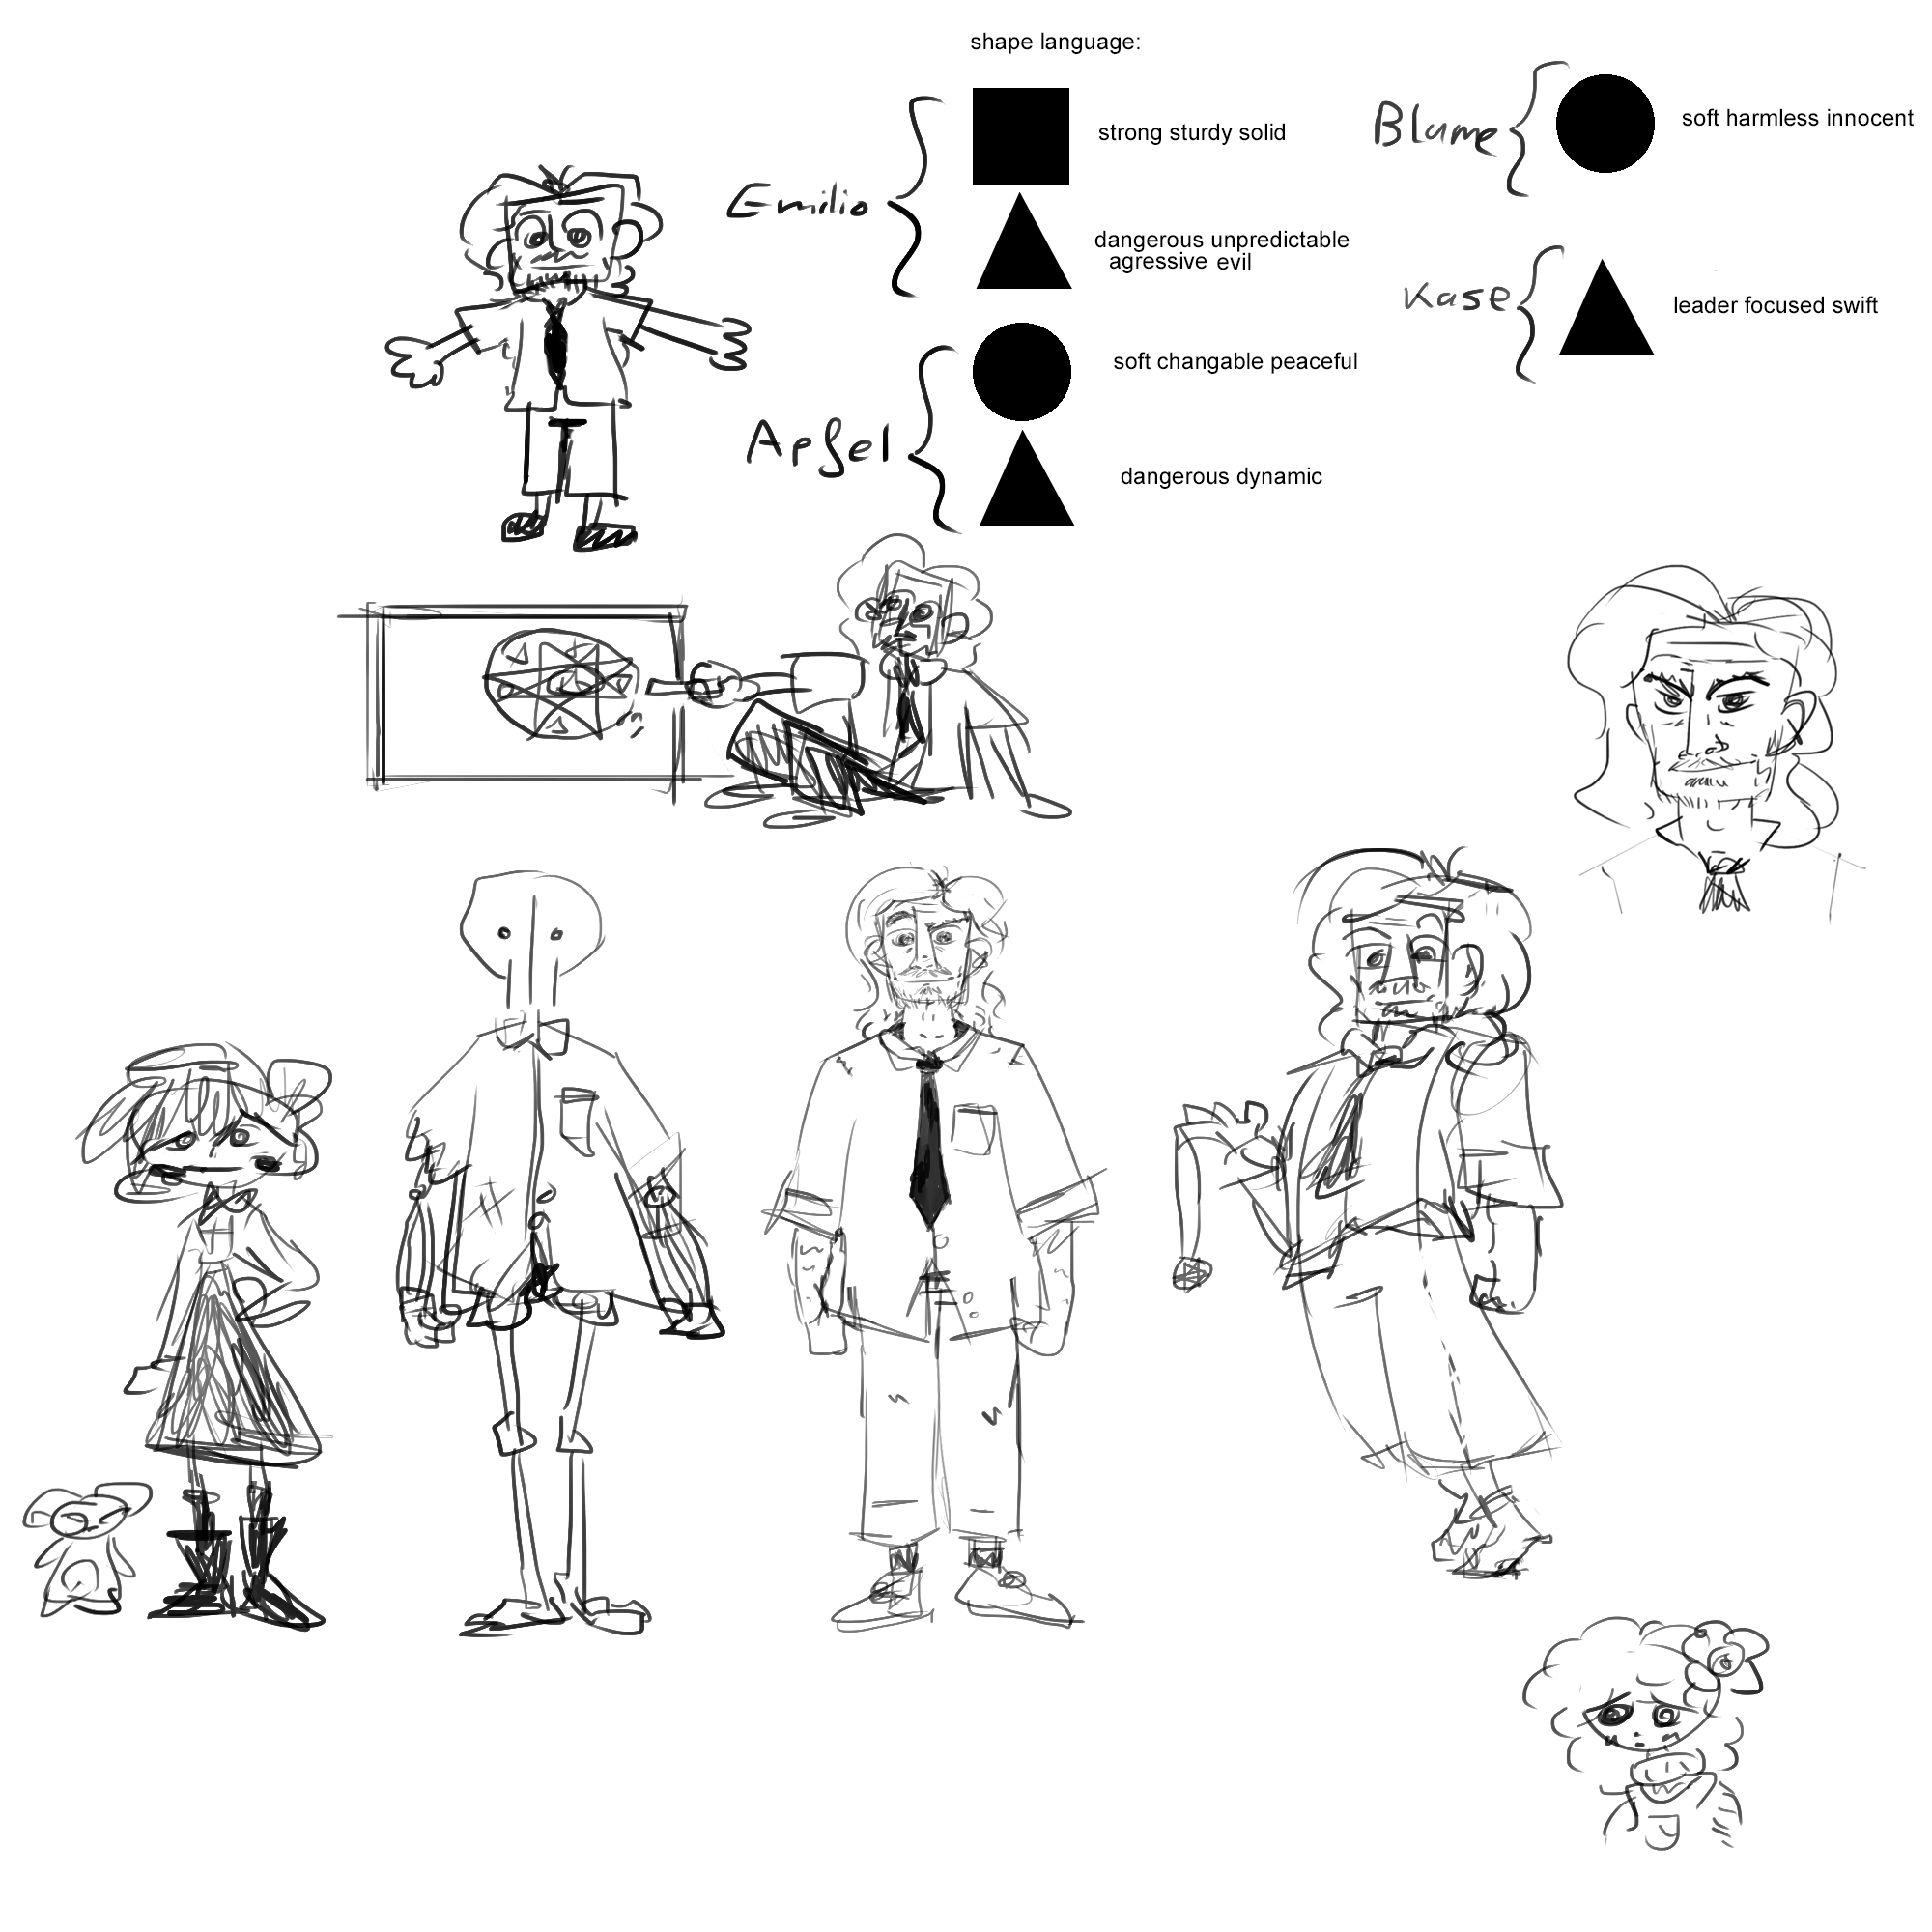 shape language:
Emilio
strong sturdy solid
dangerous unpredictable
agressive evil
Apfel
soft changable peaceful
dangerous dynamic
Blume
soft harmless innocent
Kase
leader focused swift